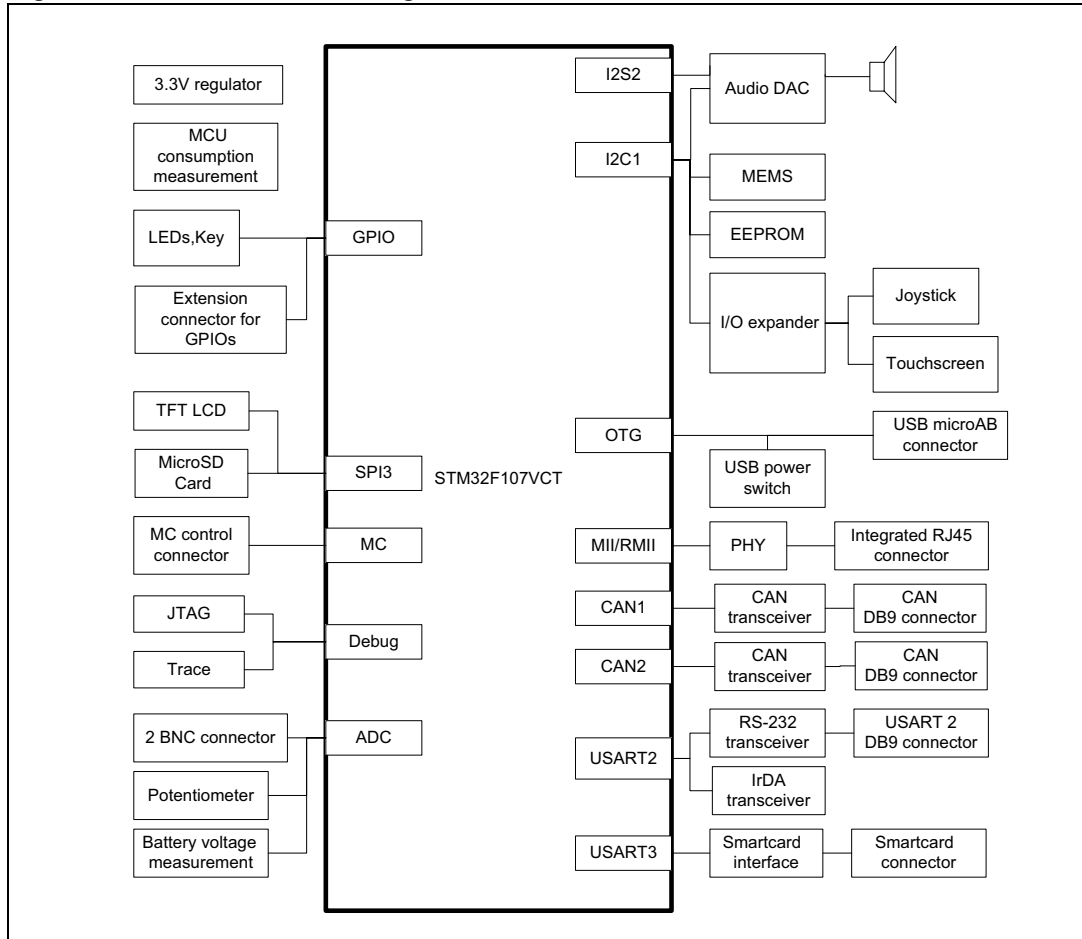 3.3V regulator
MCU
consumption
measurement
LEDs,Key
Extension
connector for
GPIOs
TFT LCD
MicroSD
Card
MC control
connector
JTAG
Trace
2 BNC connector
Potentiometer
Battery voltage
measurement
GPIO
SPI3
MC
Debug
ADC
STM32F107VCT
I2S2
I2C1
OTG
MII/RMII
CAN1
CAN2
USART2
USART3
Audio DAC
MEMS
EEPROM
I/O expander
Joystick
Touchscreen
USB power
switch
USB microAB
connector
PHY
Integrated RJ45
connector
CAN
transceiver
CAN
DB9 connector
CAN
transceiver
CAN
DB9 connector
RS-232
transceiver
USART 2
DB9 connector
IrDA
transceiver
Smartcard
interface
Smartcard
connector